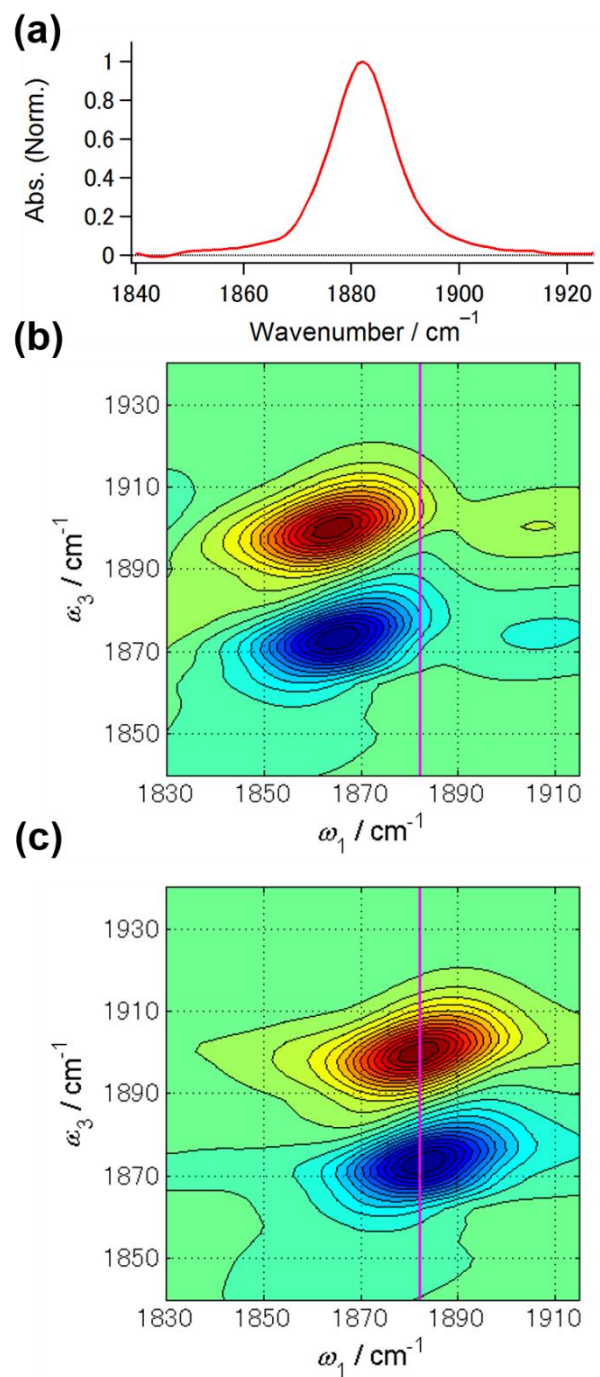 (a)
Abs. (Norm.)
1
0.8
0.6
0.4
0.2
0
1840 1860 1880 1900 1920
Wavenumber / cm⁻¹
(b)
ω₃ / cm⁻¹
1930
1910
1890
1870
1850
1830 1850 1870 1890 1910
ω₁ / cm⁻¹
(c)
ω₃ / cm⁻¹
1930
1910
1890
1870
1850
1830 1850 1870 1890 1910
ω₁ / cm⁻¹